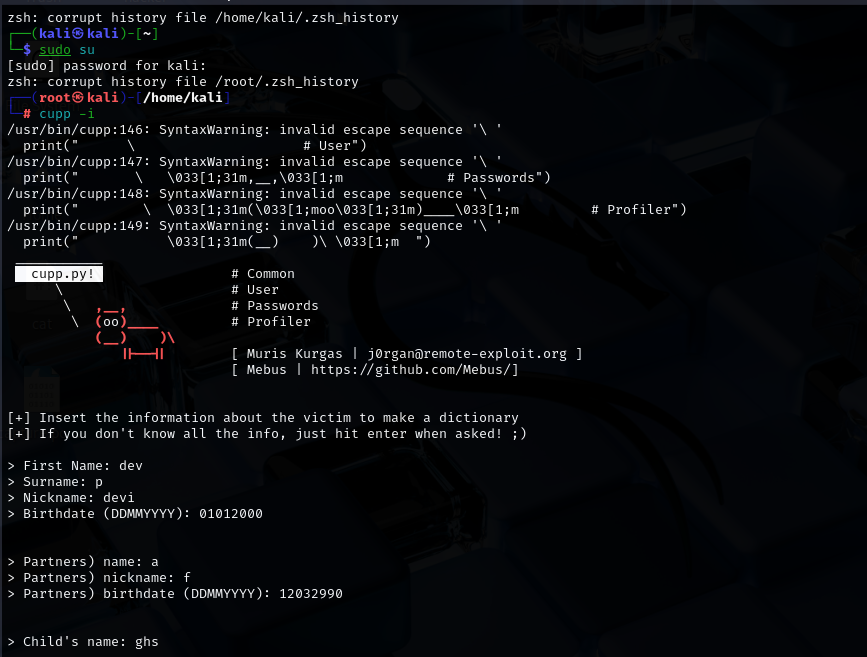 zsh: corrupt history file /home/kali/.zsh_history
┌──(kali㉿kali)-[~]
└─$ sudo su
[sudo] password for kali:
zsh: corrupt history file /root/.zsh_history
┌──(root㉿kali)-[/home/kali]
└─# cupp -i
/usr/bin/cupp:146: SyntaxWarning: invalid escape sequence '\ '
  print("      \                     # User")
/usr/bin/cupp:147: SyntaxWarning: invalid escape sequence '\ '
  print("       \   \033[1;31m,__,\033[1;m             # Passwords")
/usr/bin/cupp:148: SyntaxWarning: invalid escape sequence '\ '
  print("        \  \033[1;31m(\033[1;moo\033[1;31m)____\033[1;m         # Profiler")
/usr/bin/cupp:149: SyntaxWarning: invalid escape sequence '\ '
  print("           \033[1;31m(__)    )\ \033[1;m  ")
 ___________
   cupp.py!                 # Common
      \                     # User
       \   ,__,             # Passwords
        \  (oo)____         # Profiler
           (__)    )\
              ||--||        [ Muris Kurgas | j0rgan@remote-exploit.org ]
                            [ Mebus | https://github.com/Mebus/]
[+] Insert the information about the victim to make a dictionary
[+] If you don't know all the info, just hit enter when asked! ;)
> First Name: dev
> Surname: p
> Nickname: devi
> Birthdate (DDMMYYYY): 01012000
> Partners) name: a
> Partners) nickname: f
> Partners) birthdate (DDMMYYYY): 12032990
> Child's name: ghs